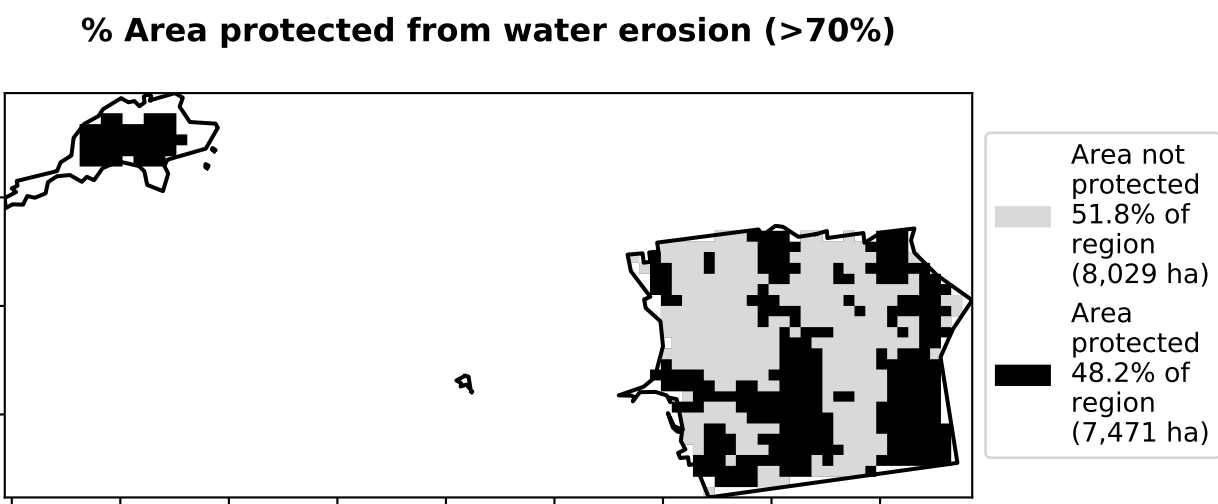 % Area protected from water erosion (>70%)
Area not
protected
51.8% of
region
(8,029 ha)
Area
protected
48.2% of
region
(7,471 ha)